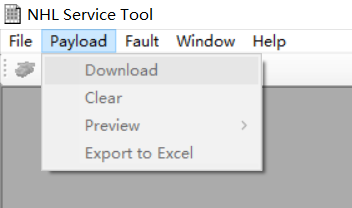 NHL Service Tool
File Payload Fault Window Help
Download
Clear
Preview
Export to Excel